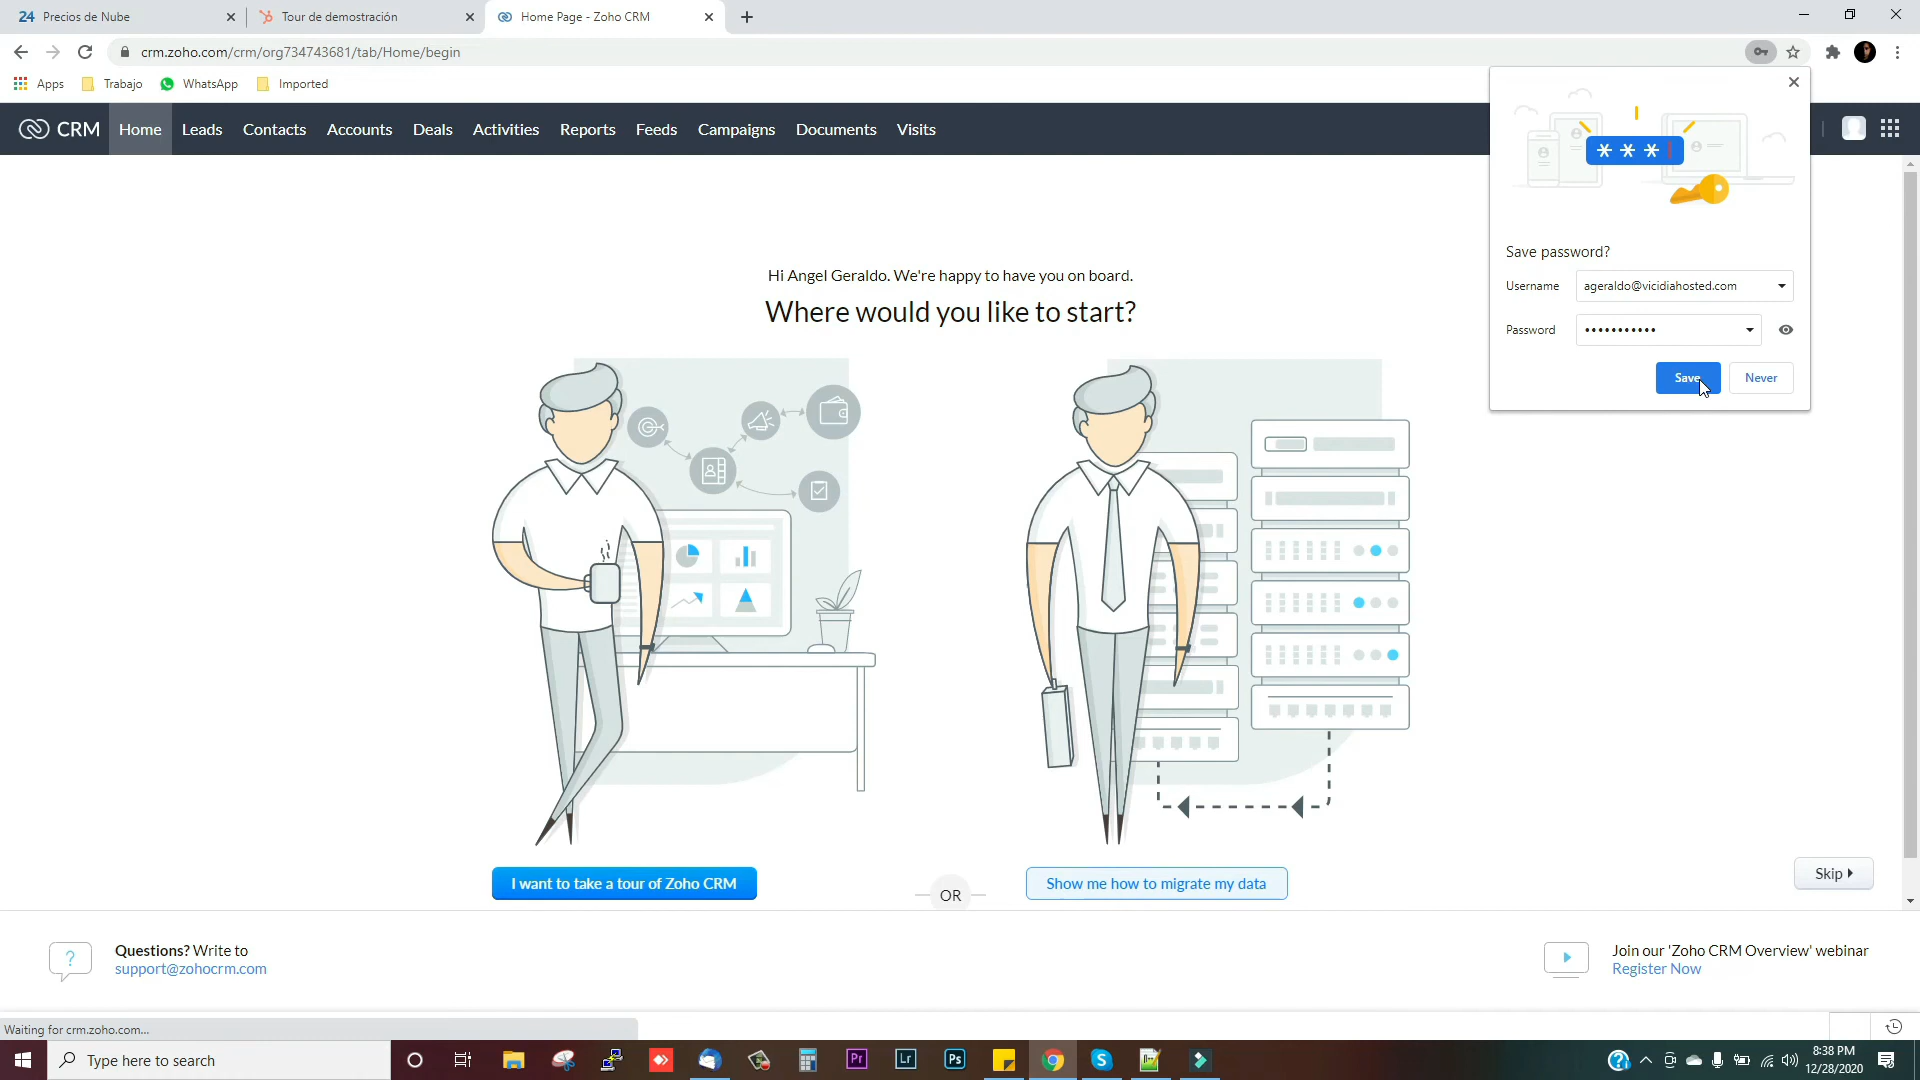 24 Precios de Nube
Tour de demostración
Home Page - Zoho CRM
crm.zoho.com/crm/org734743681/tab/Home/begin
Apps
Trabajo
WhatsApp
Imported
CRM
Home
Leads
Contacts
Accounts
Deals
Activities
Reports
Feeds
Campaigns
Documents
Visits
***
Save password?
Username
ageraldo@vicidiahosted.com
Password
•••••••••••
Save
Never
Hi Angel Geraldo. We're happy to have you on board.
Where would you like to start?
I want to take a tour of Zoho CRM
OR
Show me how to migrate my data
Skip
?
Questions? Write to
support@zohocrm.com
Join our 'Zoho CRM Overview' webinar
Register Now
Waiting for crm.zoho.com...
Type here to search
Pr
Lr
Ps
S
?
8:38 PM
12/28/2020